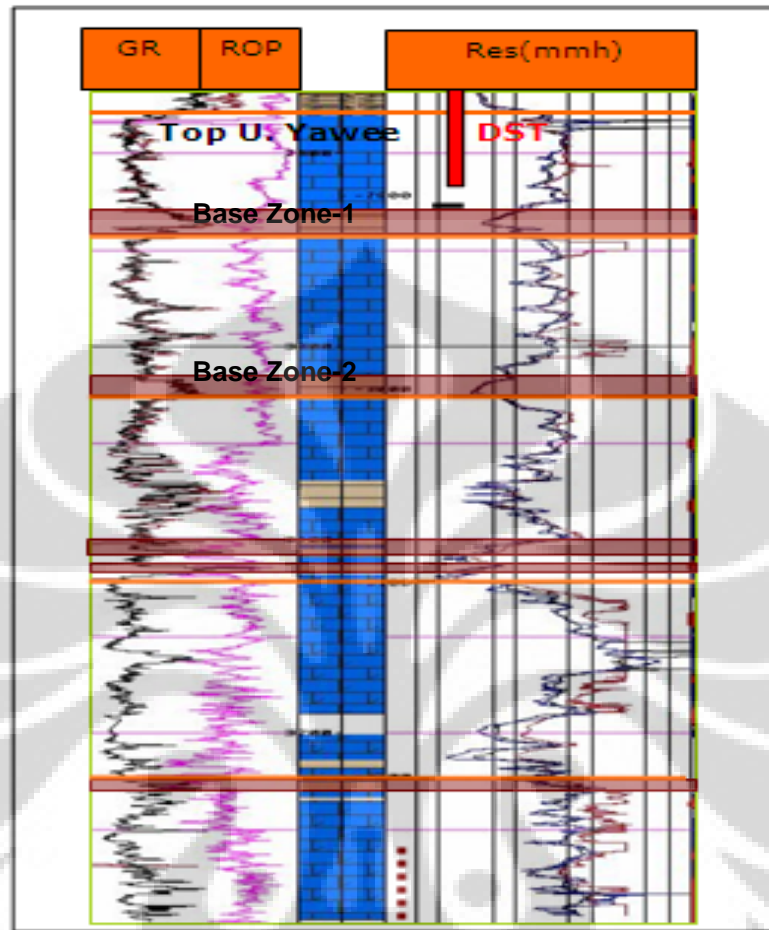 GR ROP Res(mmh)
Top U. Yawee DST
Base Zone-1
Base Zone-2